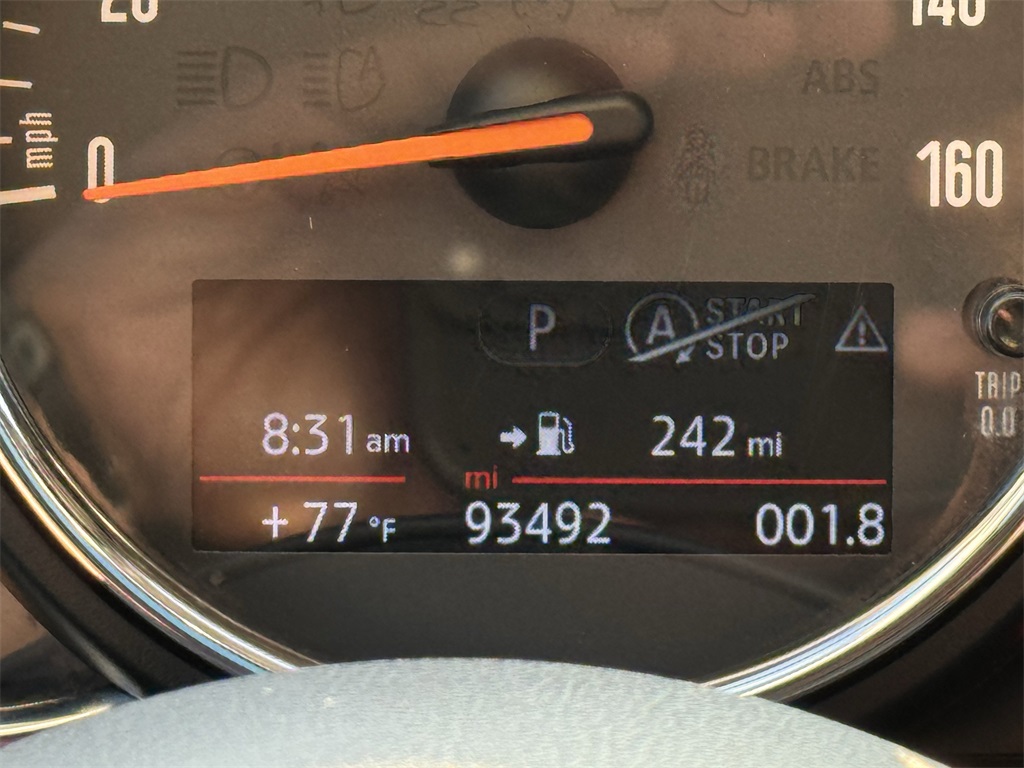 20
140
ABS
mph
0
BRAKE
160
P
A
START
STOP
TRIP
0.0
8:31 am
242 mi
mi
+77 °F
93492
001.8